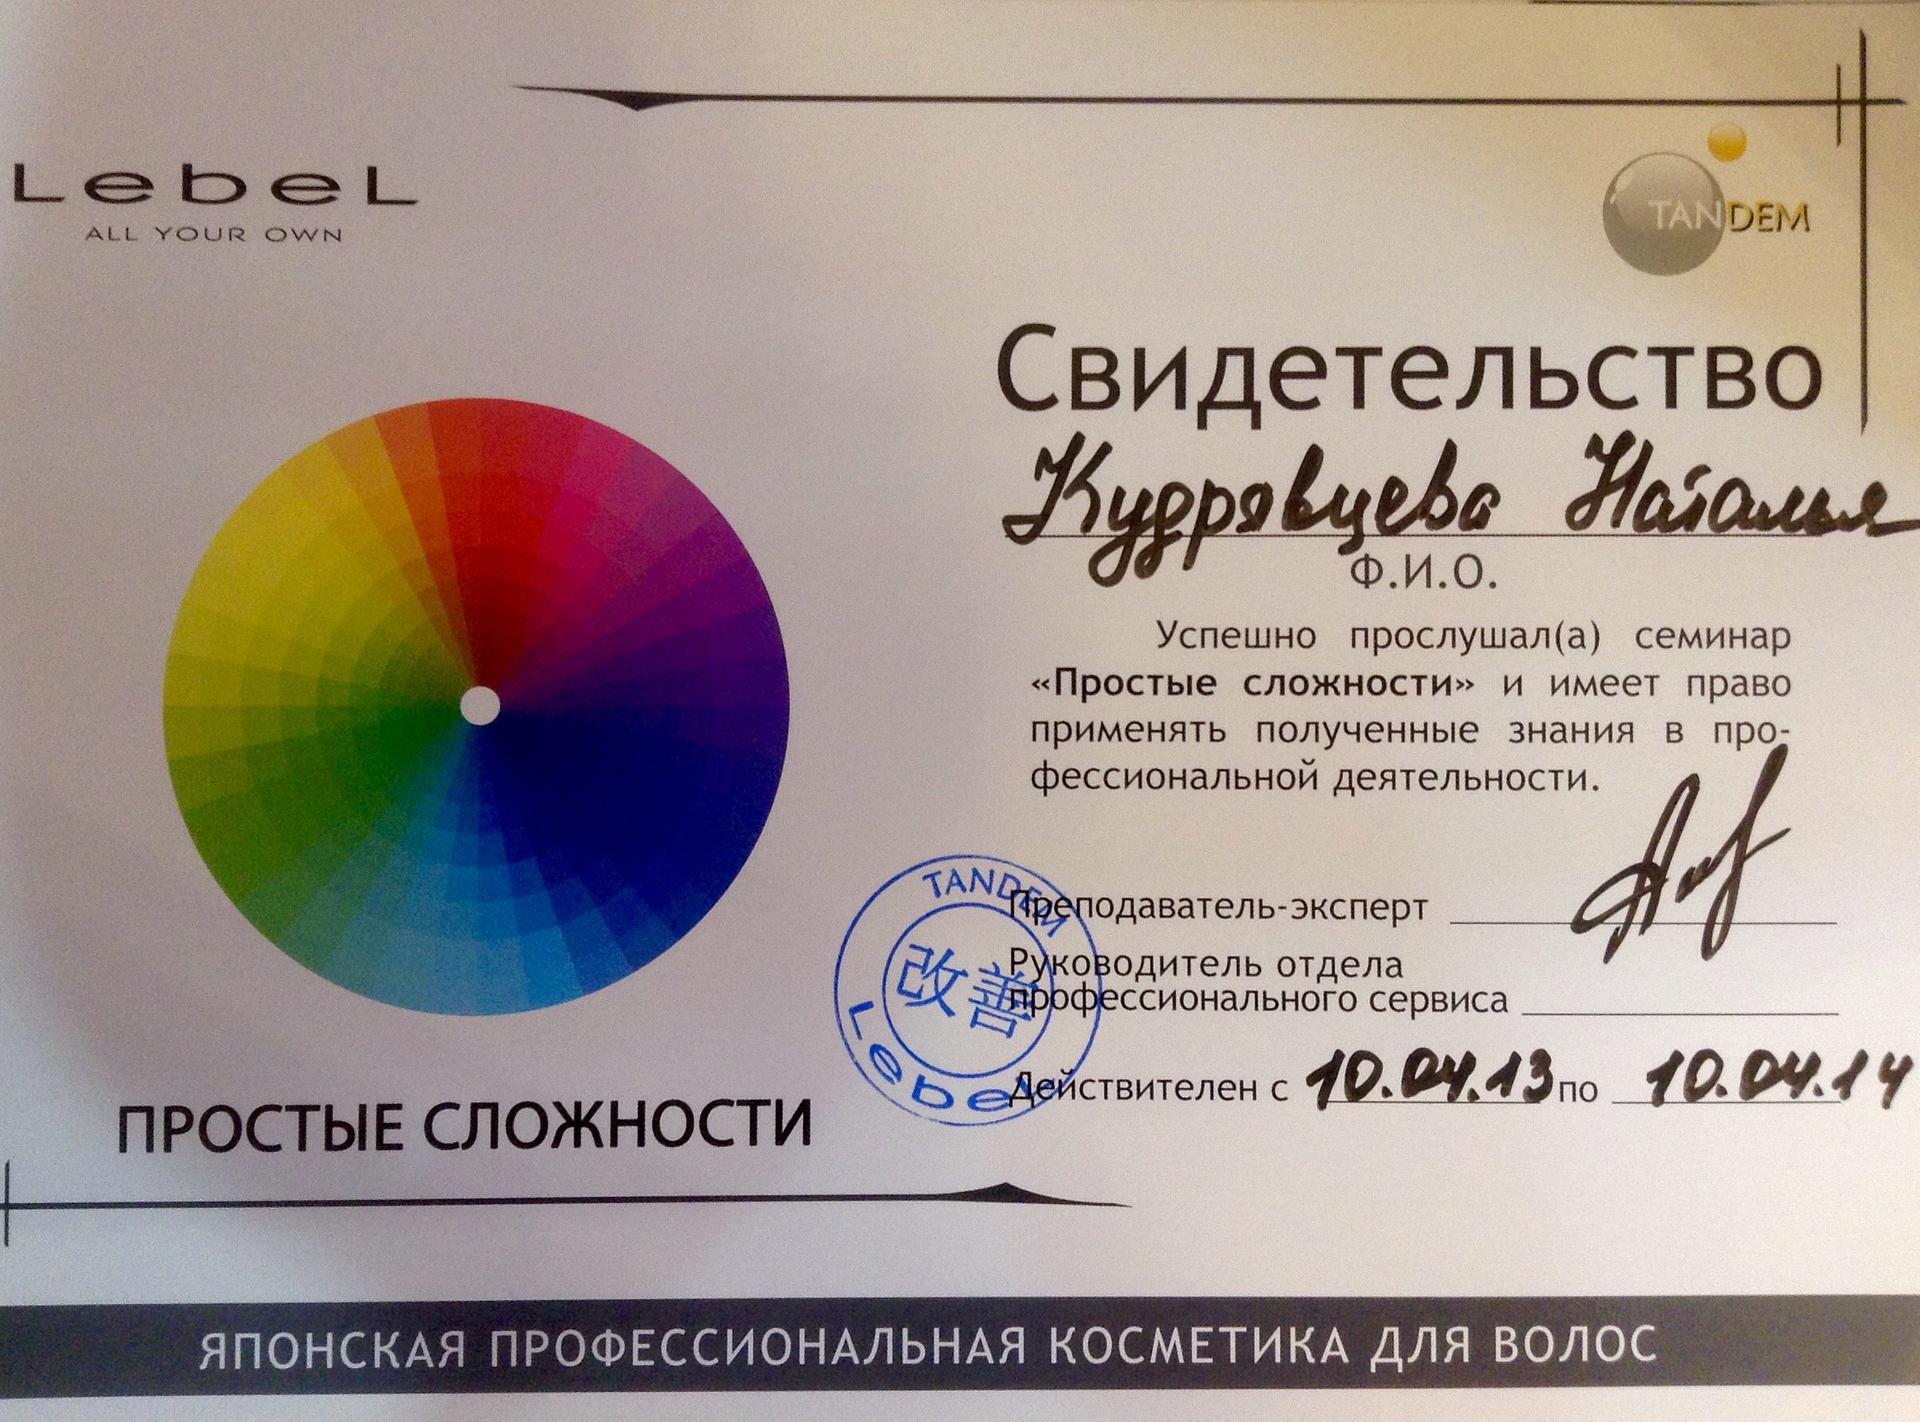 Lebel
ALL YOUR OWN
TANDEM
Свидетельство
Кудрявцева Наталья
Ф.И.О.
Успешно прослушал(а) семинар
«Простые сложности» и имеет право
применять полученные знания в про-
фессиональной деятельности.
Преподаватель-эксперт
Руководитель отдела
профессионального сервиса
Действителен с 10.04.13 по 10.04.14
TANDEM
改善
Lebel
ПРОСТЫЕ СЛОЖНОСТИ
ЯПОНСКАЯ ПРОФЕССИОНАЛЬНАЯ КОСМЕТИКА ДЛЯ ВОЛОС